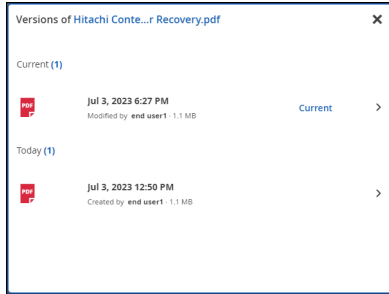 Versions of Hitachi Conte...r Recovery.pdf
Current (1)
PDF
Jul 3, 2023 6:27 PM
Current
Modified by end user1 · 1.1 MB
Today (1)
PDF
Jul 3, 2023 12:50 PM
Created by end user1 · 1.1 MB